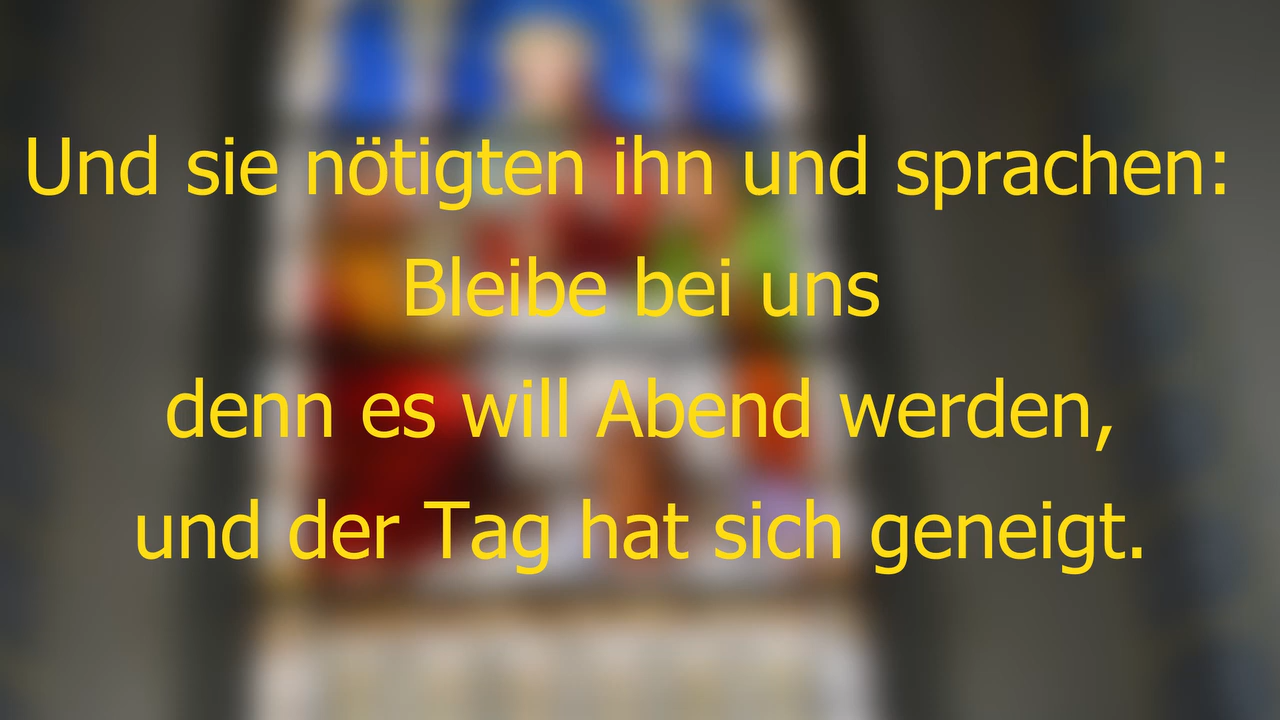 Und sie nötigten ihn und sprachen:
Bleibe bei uns
denn es will Abend werden,
und der Tag hat sich geneigt.